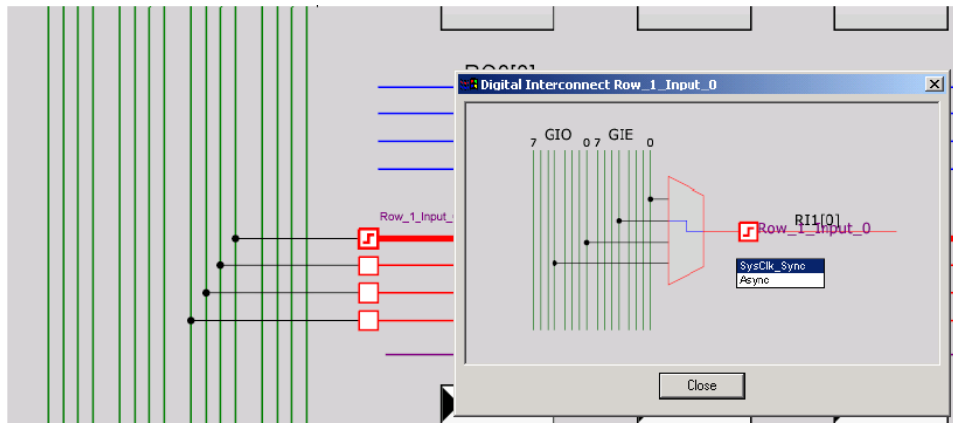 Digital Interconnect Row_1_Input_0
7 GIO 0 7 GIE 0
Row_1_Input_
RI1[0]
Row_1_Input_0
SysClk_Sync
Async
Close